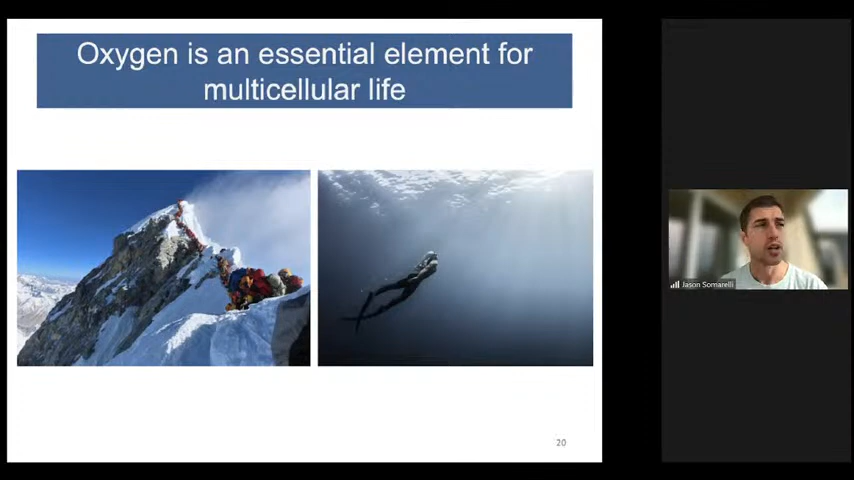 Oxygen is an essential element for
multicellular life
20
Jason Somarelli